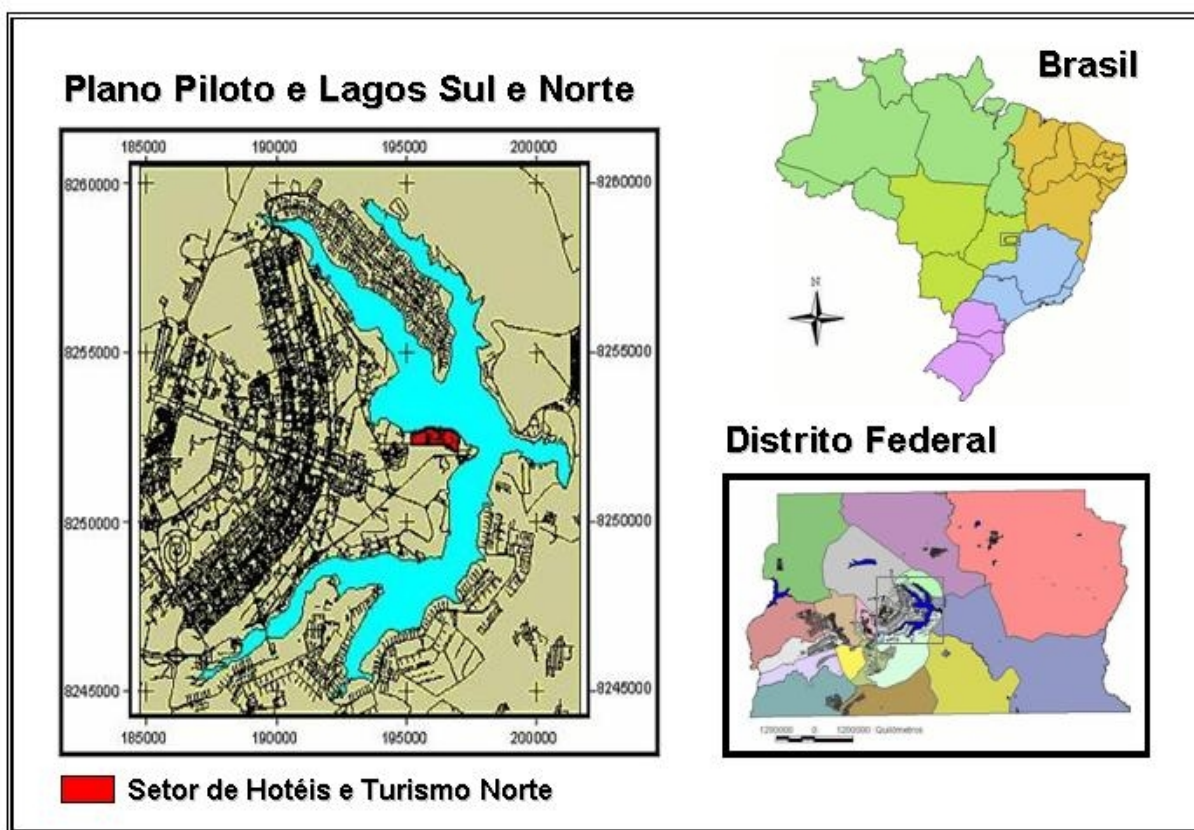 Plano Piloto e Lagos Sul e Norte
Brasil
185000 190000 195000 200000
8260000 8260000
N
8255000 8255000
Distrito Federal
8250000 8250000
8245000 8245000
185000 190000 195000 200000
1200000 0 1200000 Quilômetros
Setor de Hotéis e Turismo Norte